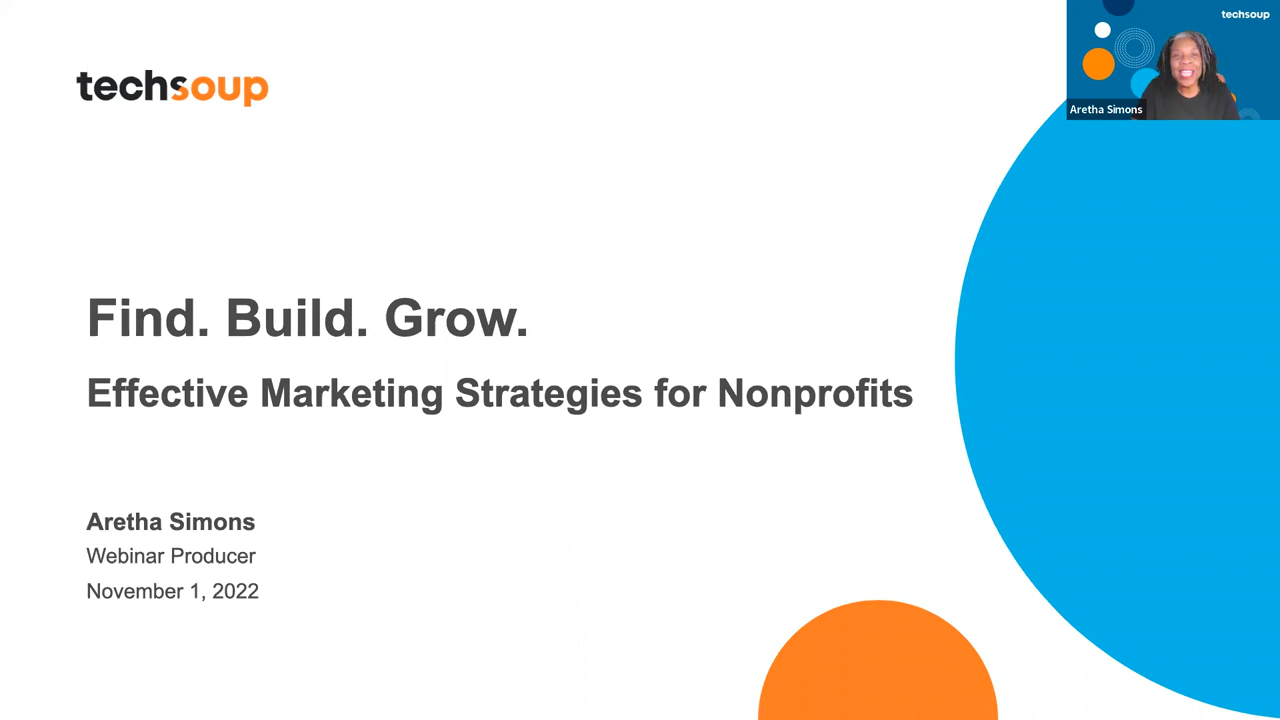 techsoup
techsoup
Aretha Simons
Find. Build. Grow.
Effective Marketing Strategies for Nonprofits
Aretha Simons
Webinar Producer
November 1, 2022